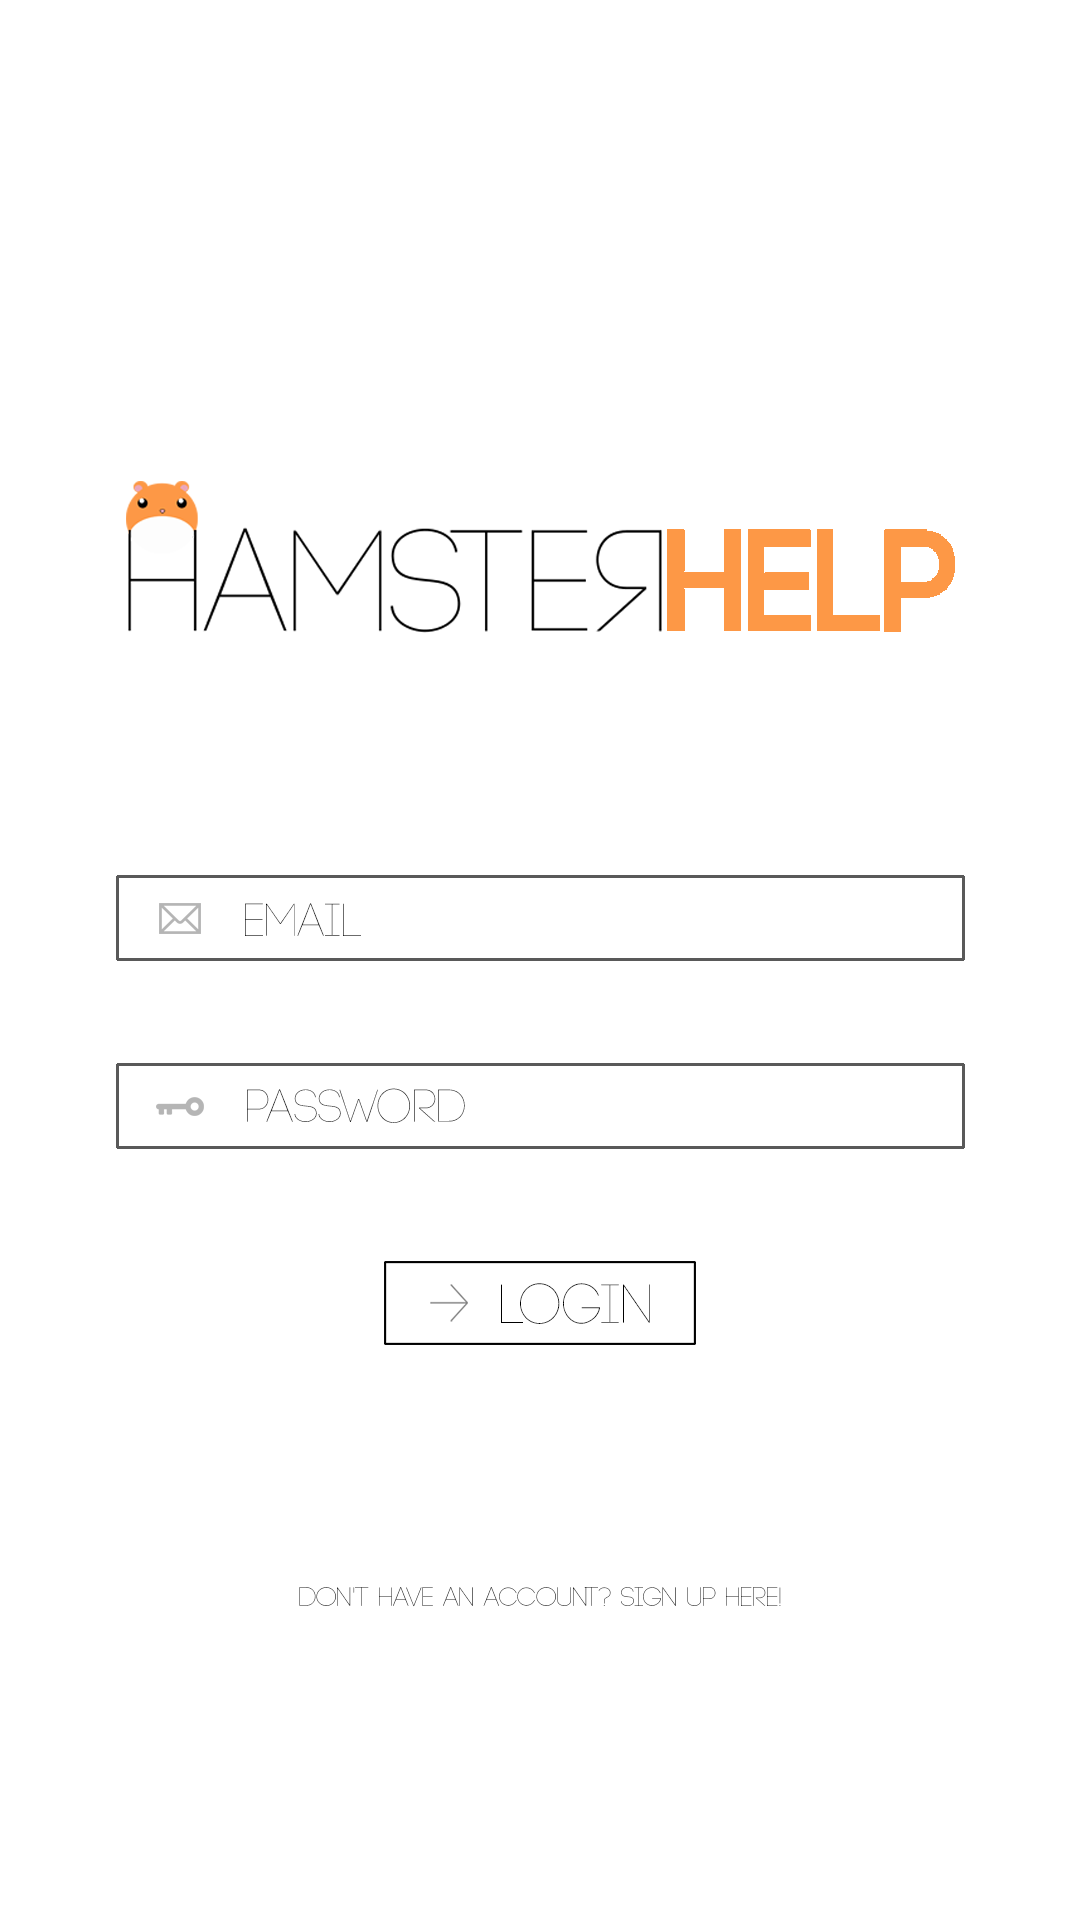 HAMSTERHELP
EMAIL
PASSWORD
LOGIN
DON'T HAVE AN ACCOUNT? SIGN UP HERE!